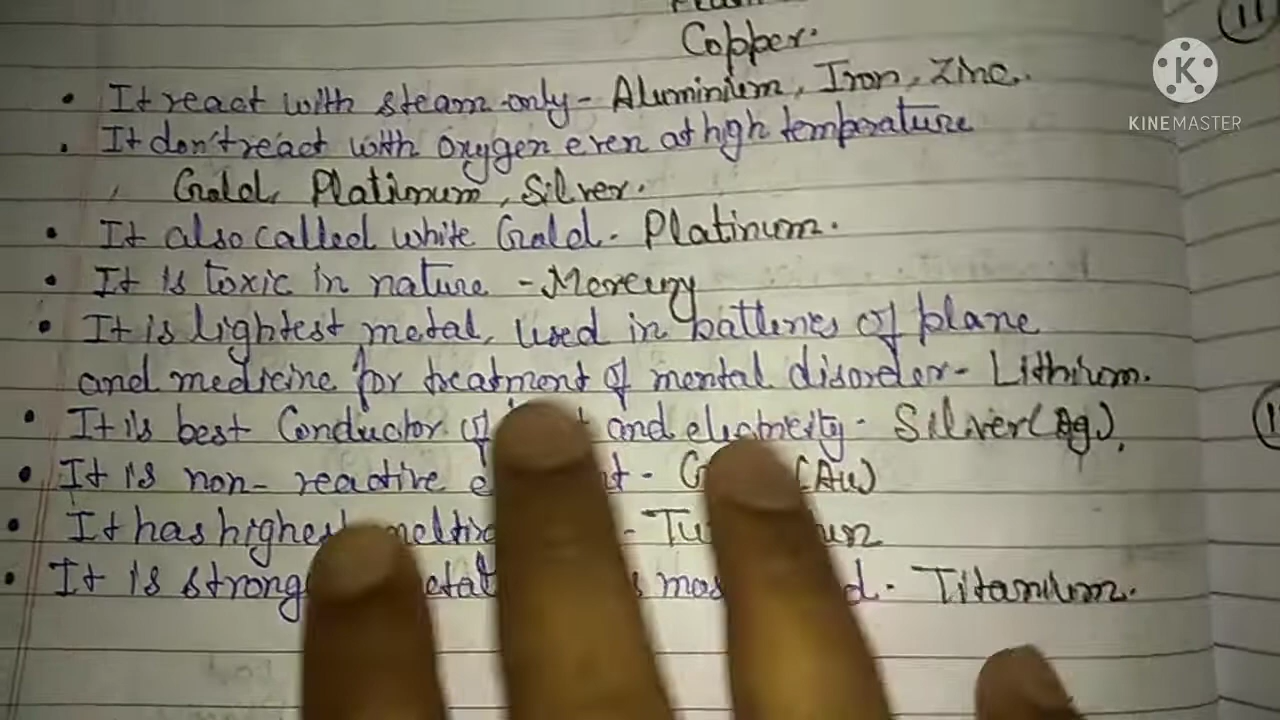 Copper.
It react with steam only - Aluminium, Iron, Zinc.
It don't react with oxygen even at high temperature
Gold, Platinum, Silver.
It also called white Gold. Platinum.
It is toxic in nature - Mercury
It is lightest metal, used in batteries of plane
and medicine for treatment of mental disorder - Lithium.
It is best Conductor of and electricity - Silver (Ag).
It is non-reactive - (Au)
It has highest -
It is - Titanium.
11
K
KINEMASTER